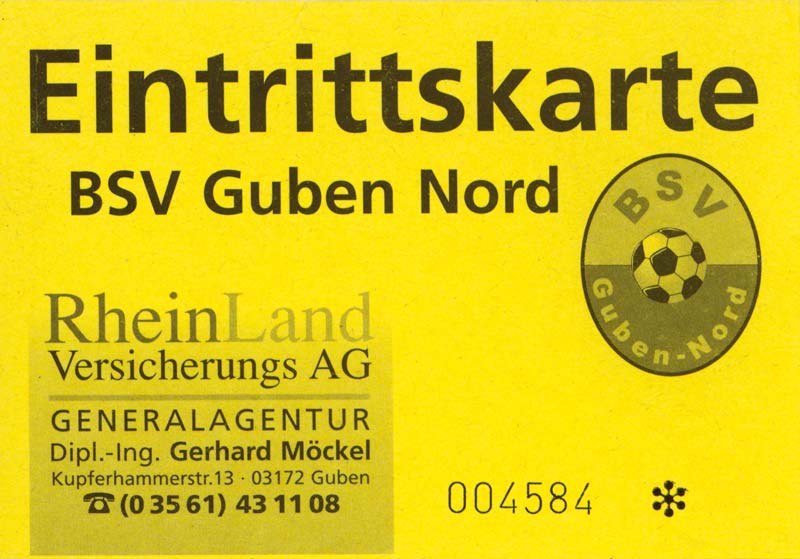 Eintrittskarte
BSV Guben Nord
BSV
Guben-Nord
RheinLand
Versicherungs AG
GENERALAGENTUR
Dipl.-Ing. Gerhard Möckel
Kupferhammerstr.13 · 03172 Guben
☎ (0 35 61) 43 11 08
004584 ✻